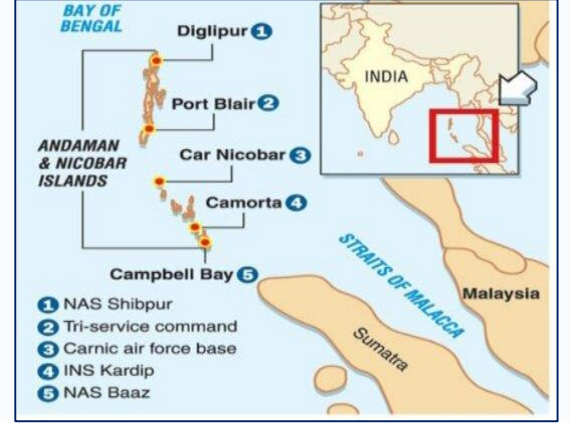 BAY OF
BENGAL
Diglipur 1
INDIA
Port Blair 2
ANDAMAN
& NICOBAR
ISLANDS
Car Nicobar 3
Camorta 4
Campbell Bay 5
STRAITS OF MALACCA
Malaysia
Sumatra
1 NAS Shibpur
2 Tri-service command
3 Carnic air force base
4 INS Kardip
5 NAS Baaz